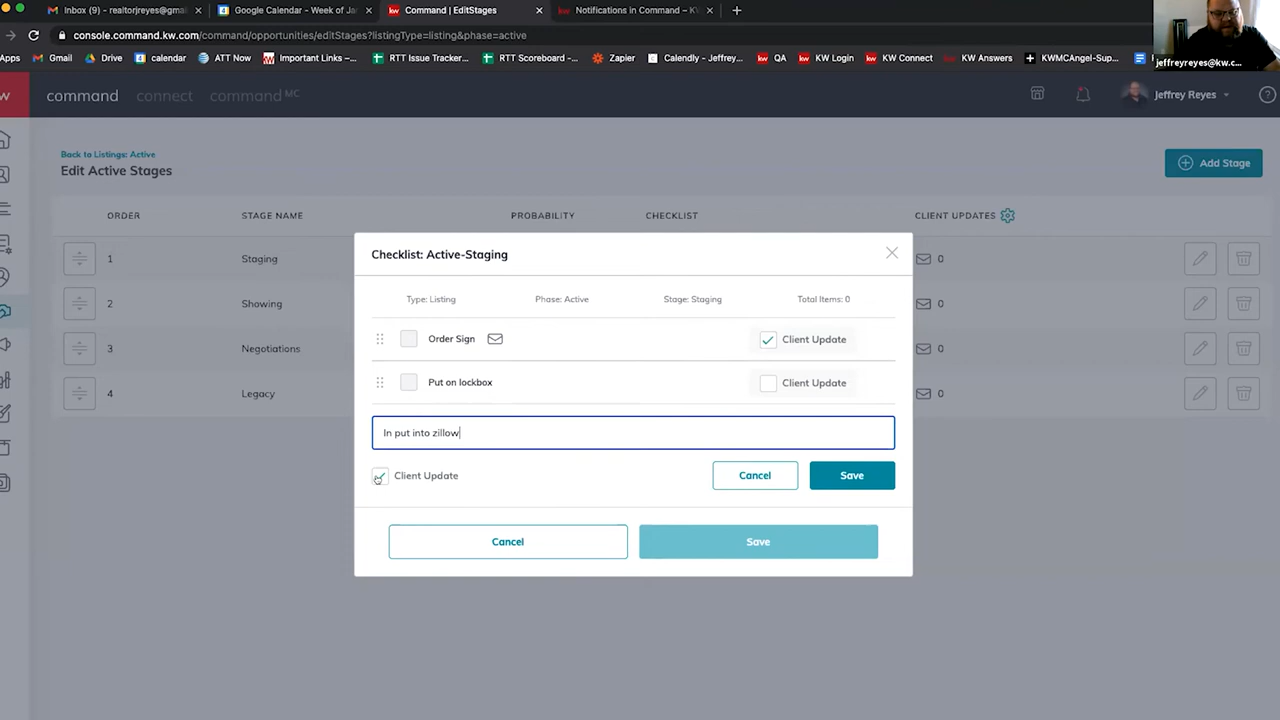 Inbox (9) - realtorjreyes@gmai
Google Calendar - Week of Ja
Command | EditStages
Notifications in Command – KW
console.command.kw.com/command/opportunities/editStages?listingType=listing&phase=active
Apps
Gmail
Drive
calendar
ATT Now
Important Links –...
RTT Issue Tracker...
RTT Scoreboard -...
Zapier
Calendly - Jeffrey...
QA
KW Login
KW Connect
KW Answers
KWMCAngel-Sup...
jeffreyreyes@kw.c...
command
connect
command MC
Jeffrey Reyes
Back to Listings: Active
Edit Active Stages
Add Stage
ORDER
STAGE NAME
PROBABILITY
CHECKLIST
CLIENT UPDATES
1
Staging
0
2
Showing
0
3
Negotiations
0
4
Legacy
0
Checklist: Active-Staging
Type: Listing
Phase: Active
Stage: Staging
Total Items: 0
Order Sign
Client Update
Put on lockbox
Client Update
In put into zillow
Client Update
Cancel
Save
Cancel
Save